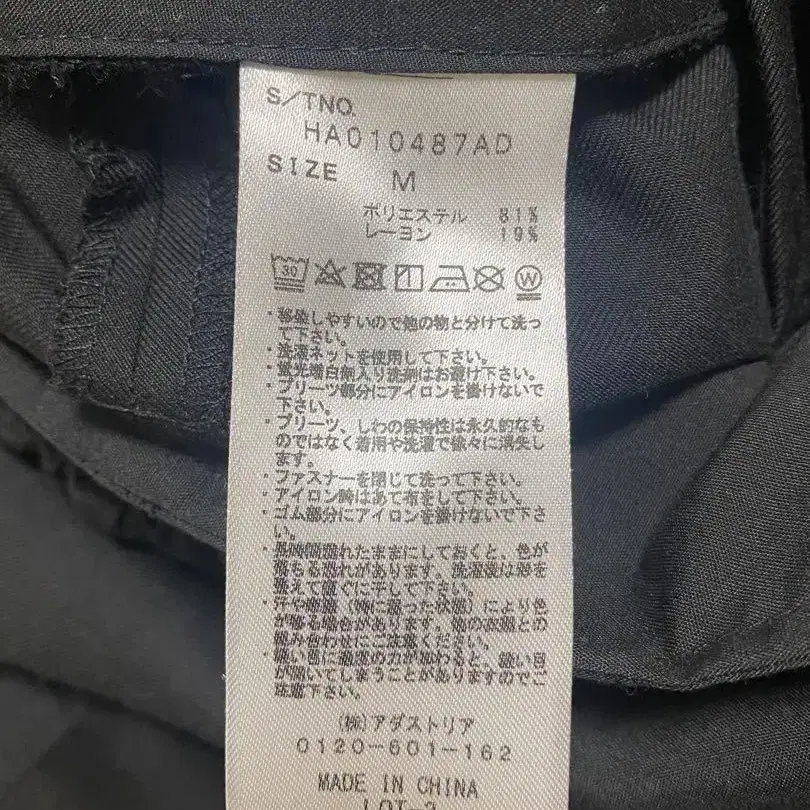 S/TNO.
HA010487AD
SIZE M
ポリエステル 81%
レーヨン 19%
30
W
・移染しやすいので他の物と分けて洗っ
て下さい。
・洗濯ネットを使用して下さい。
・蛍光増白剤入り洗剤はお避け下さい。
・プリーツ部分にアイロンを掛けないで
下さい。
・プリーツ、しわの保持性は永久的なも
のではなく着用や洗濯で徐々に消失し
ます。
・ファスナーを閉じて洗って下さい。
・アイロン時はあて布をして下さい。
・ゴム部分にアイロンを掛けないで下さ
い。
・長時間濡れたままにしておくと、色が
落ちる恐れがあります。洗濯後は形を
整えて直ぐに干して下さい。
・汗や摩擦（特に湿った状態）により色
が移る場合があります。他の衣類との
組み合わせにご注意ください。
・縫い目に過度の力が加わると、縫い目
が開いてしまうことがありますのでご
注意下さい。
(株)アダストリア
0120-601-162
MADE IN CHINA
LOT-2